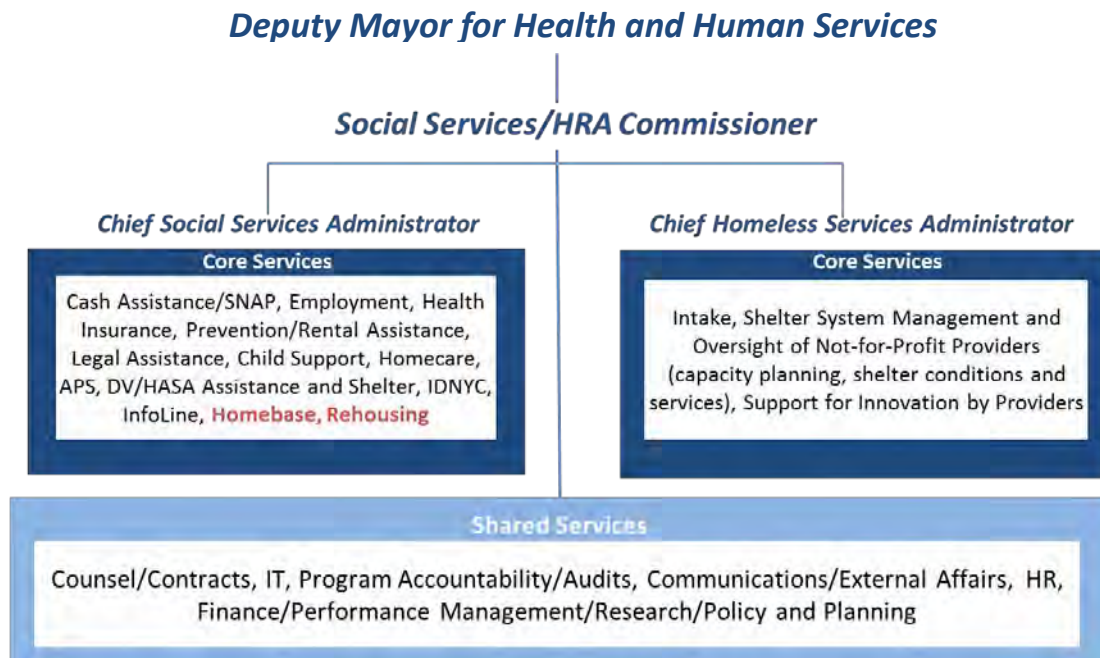 Deputy Mayor for Health and Human Services
Social Services/HRA Commissioner
Chief Social Services Administrator
Core Services
Cash Assistance/SNAP, Employment, Health
Insurance, Prevention/Rental Assistance,
Legal Assistance, Child Support, Homecare,
APS, DV/HASA Assistance and Shelter, IDNYC,
InfoLine, Homebase, Rehousing
Chief Homeless Services Administrator
Core Services
Intake, Shelter System Management and
Oversight of Not-for-Profit Providers
(capacity planning, shelter conditions and
services), Support for Innovation by Providers
Shared Services
Counsel/Contracts, IT, Program Accountability/Audits, Communications/External Affairs, HR,
Finance/Performance Management/Research/Policy and Planning